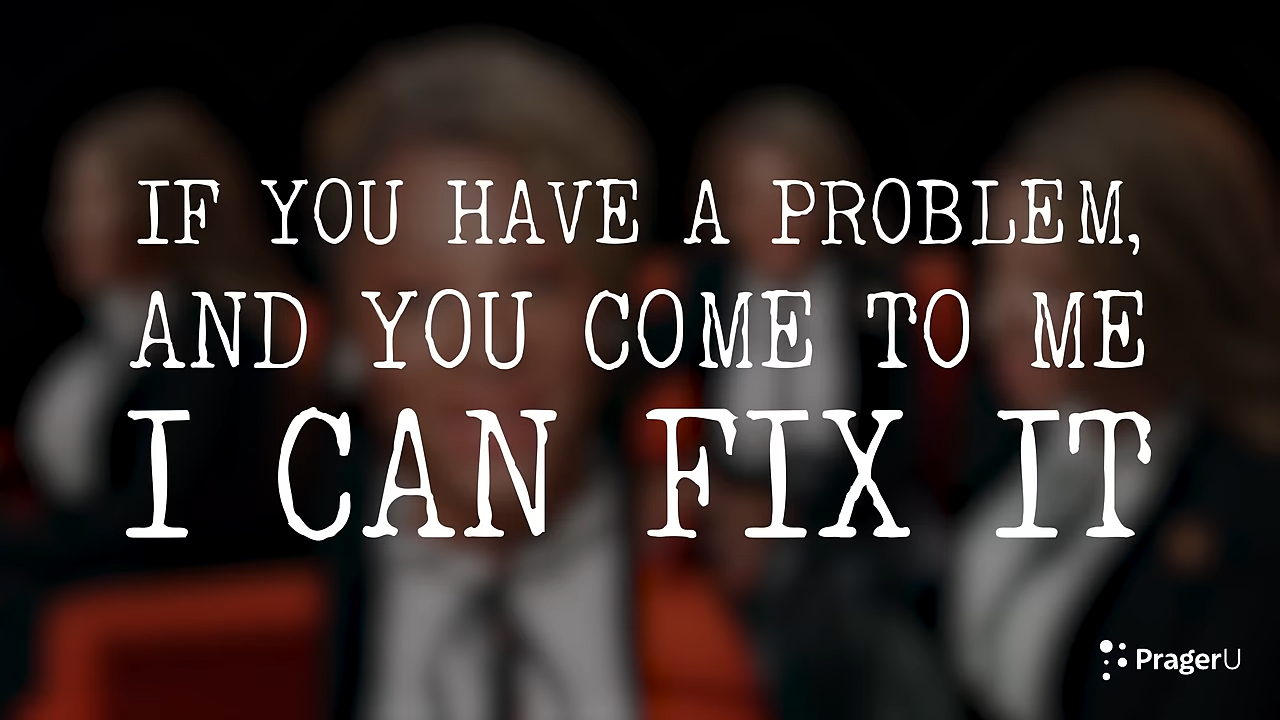 IF YOU HAVE A PROBLEM,
AND YOU COME TO ME
I CAN FIX IT
PragerU